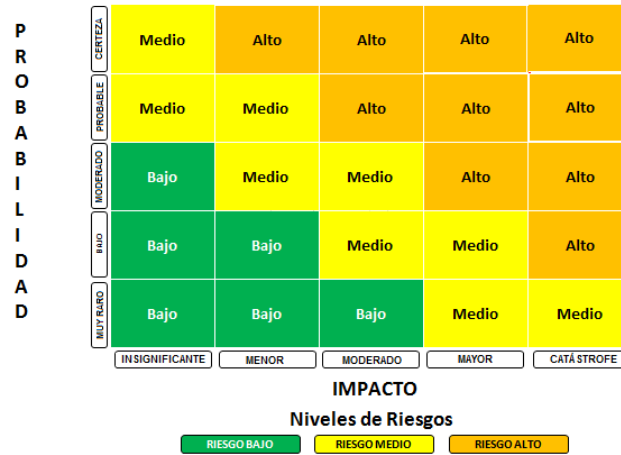 PROBABILIDAD
CERTEZA Medio Alto Alto Alto Alto
PROBABLE Medio Medio Alto Alto Alto
MODERADO Bajo Medio Medio Alto Alto
BAJO Bajo Bajo Medio Medio Alto
MUY RARO Bajo Bajo Bajo Medio Medio
INSIGNIFICANTE MENOR MODERADO MAYOR CATÁSTROFE
IMPACTO
Niveles de Riesgos
RIESGO BAJO RIESGO MEDIO RIESGO ALTO